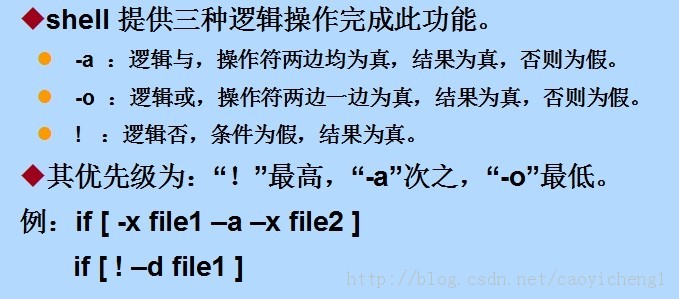 ◆shell 提供三种逻辑操作完成此功能。
● -a ：逻辑与，操作符两边均为真，结果为真，否则为假。
● -o ：逻辑或，操作符两边一边为真，结果为真，否则为假。
● ! ：逻辑否，条件为假，结果为真。
◆其优先级为：“！”最高，“-a”次之，“-o”最低。
例：if [ -x file1 –a –x file2 ]
if [ ! –d file1 ]
http://blog.csdn.net/caoyicheng1